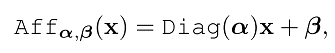 Aff_{α,β}(x) = Diag(α)x + β,